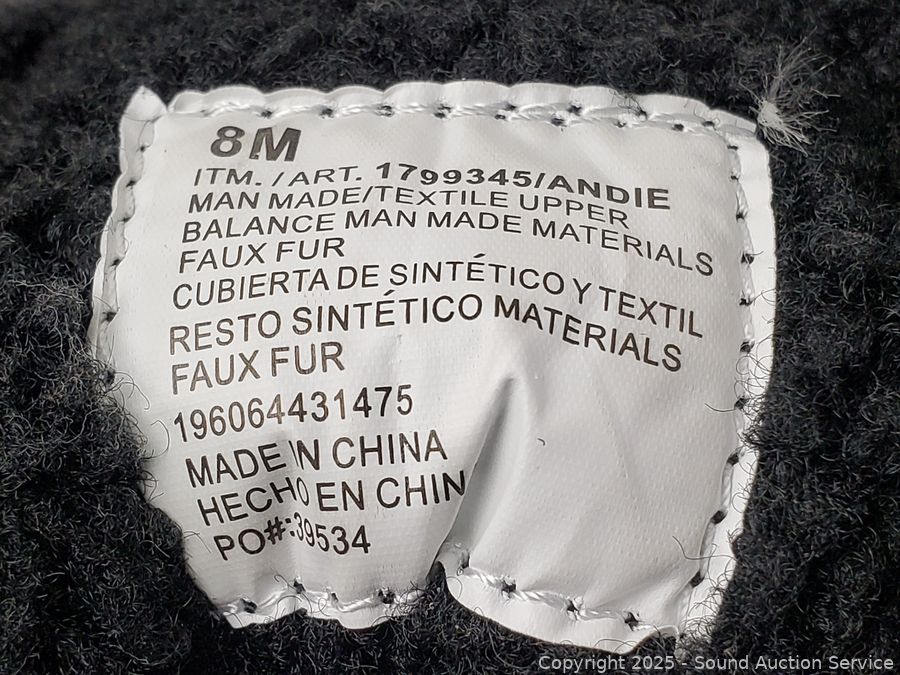 8M
ITM. / ART. 1799345/ANDIE
MAN MADE/TEXTILE UPPER
BALANCE MAN MADE MATERIALS
FAUX FUR
CUBIERTA DE SINTÉTICO Y TEXTIL
RESTO SINTÉTICO MATERIALS
FAUX FUR
196064431475
MADE IN CHINA
HECHO EN CHIN
PO#:39534
Copyright © 2025 - Sound Auction Service